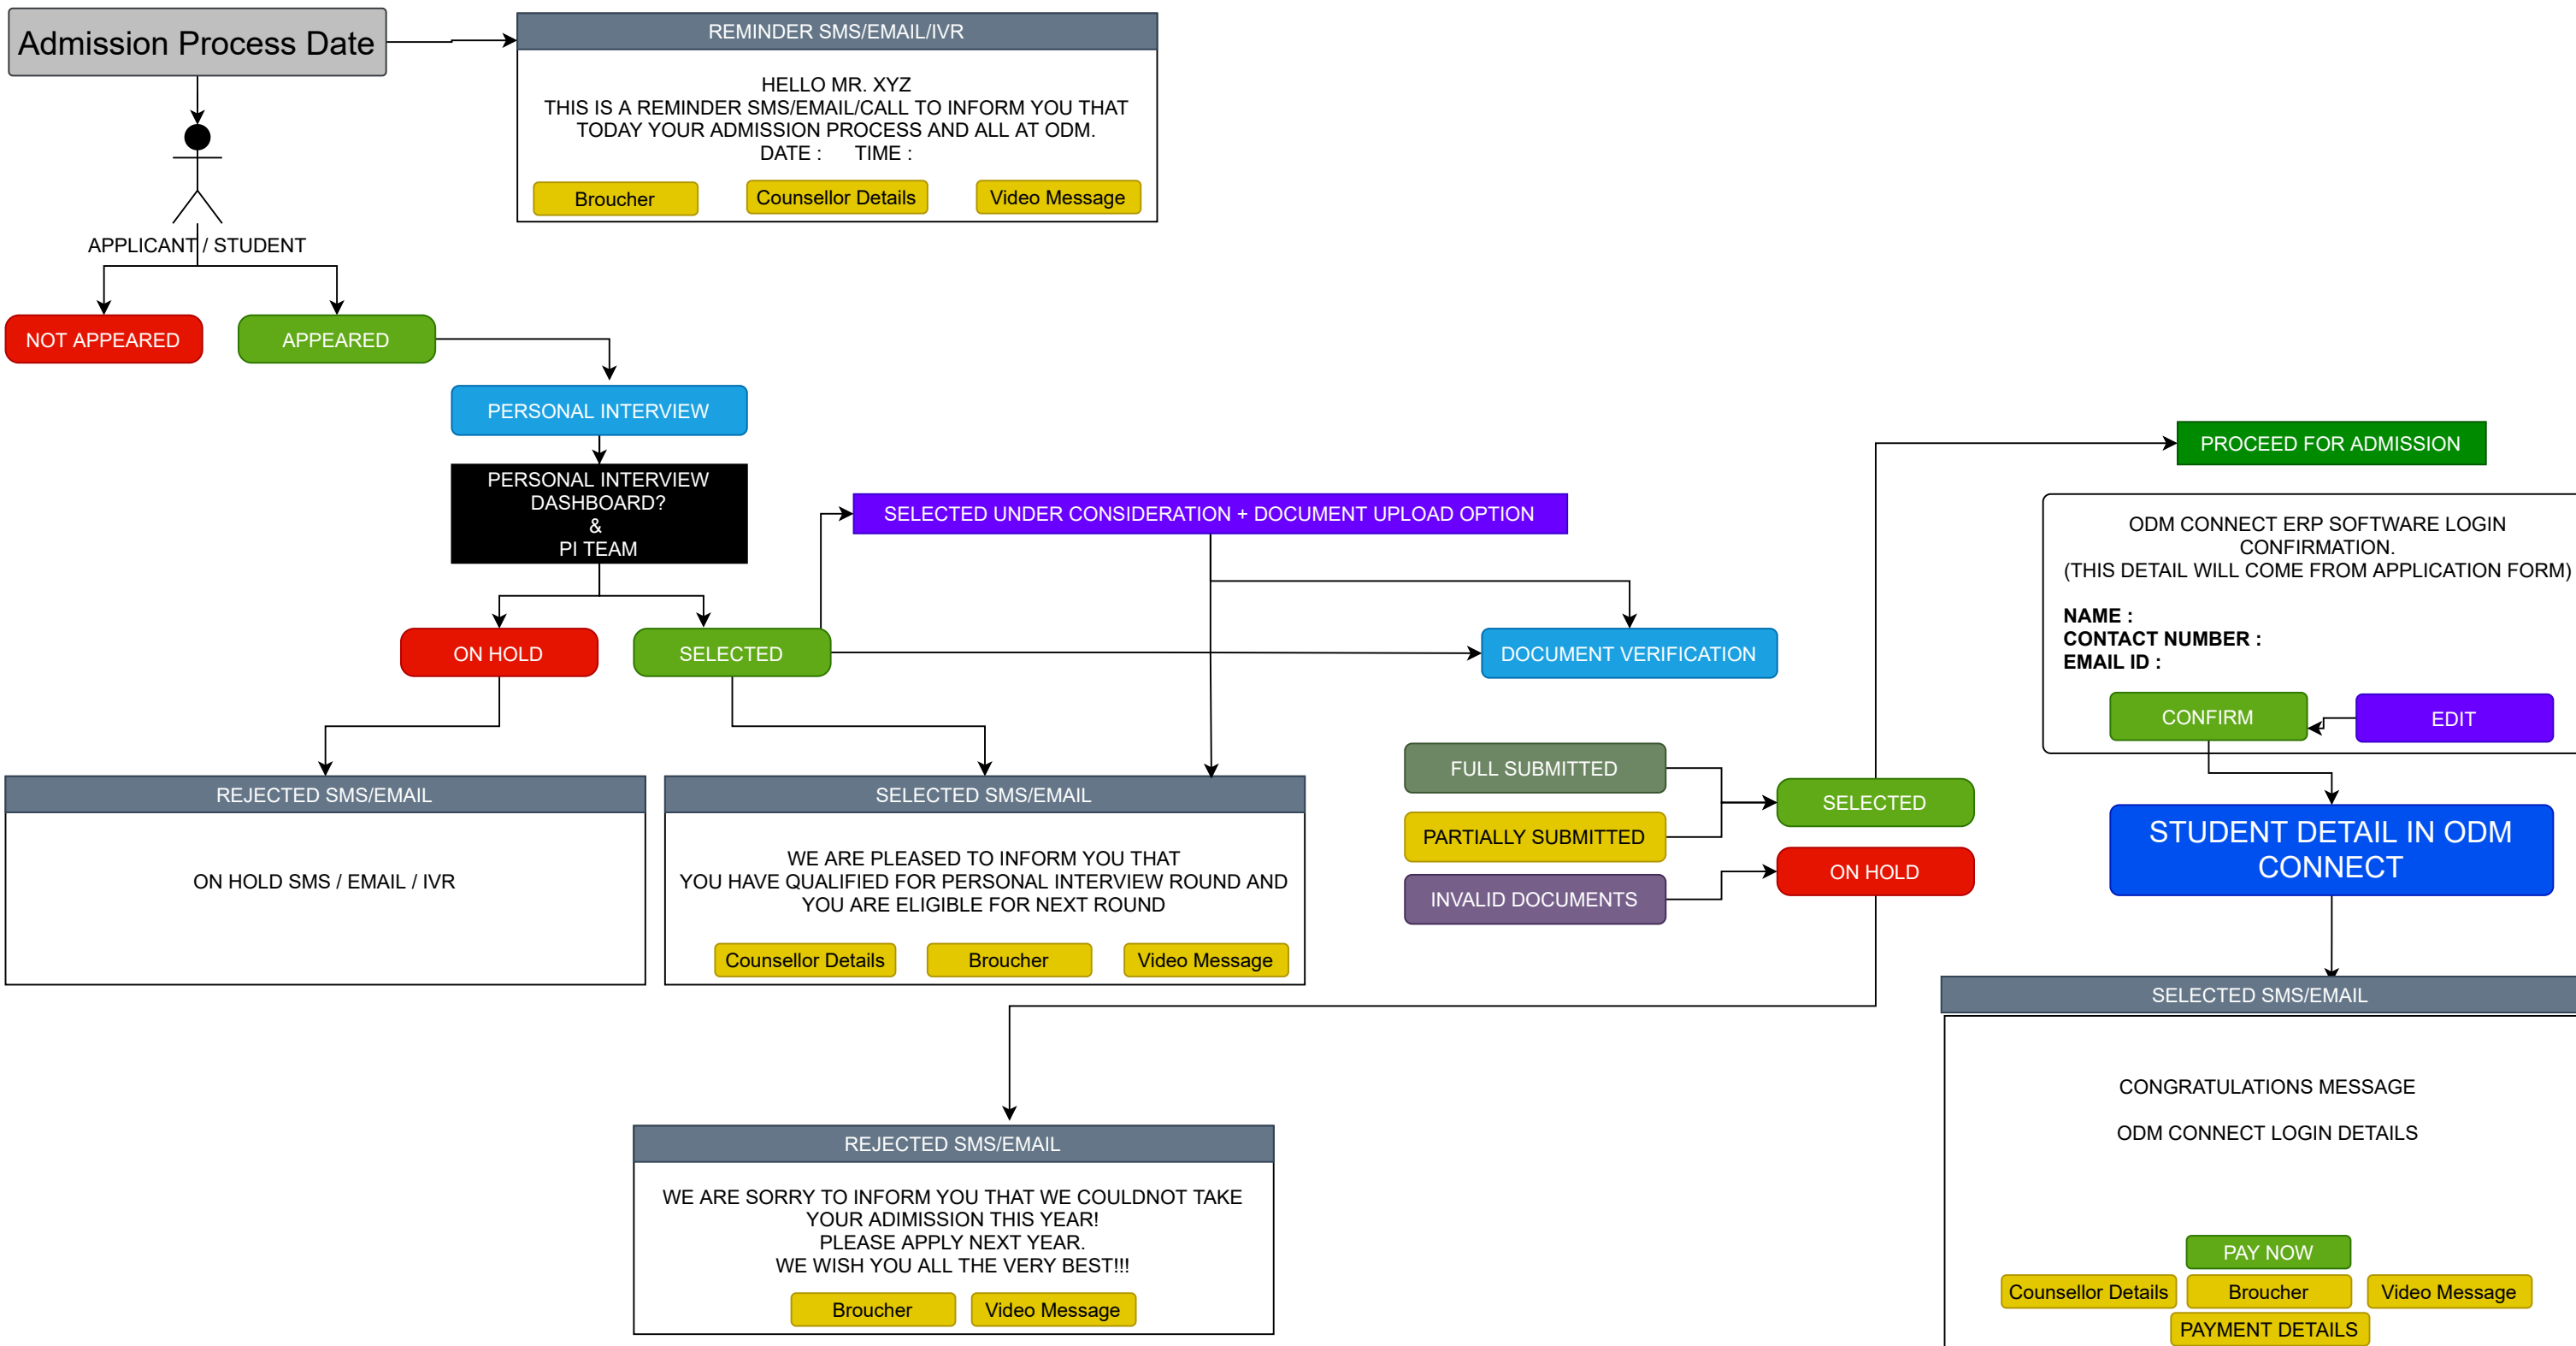 Admission Process Date
REMINDER SMS/EMAIL/IVR
HELLO MR. XYZ
THIS IS A REMINDER SMS/EMAIL/CALL TO INFORM YOU THAT
TODAY YOUR ADMISSION PROCESS AND ALL AT ODM.
DATE : TIME :
Broucher
Counsellor Details
Video Message
APPLICANT / STUDENT
NOT APPEARED
APPEARED
PERSONAL INTERVIEW
PERSONAL INTERVIEW
DASHBOARD?
&
PI TEAM
SELECTED UNDER CONSIDERATION + DOCUMENT UPLOAD OPTION
ON HOLD
SELECTED
DOCUMENT VERIFICATION
REJECTED SMS/EMAIL
ON HOLD SMS / EMAIL / IVR
SELECTED SMS/EMAIL
WE ARE PLEASED TO INFORM YOU THAT
YOU HAVE QUALIFIED FOR PERSONAL INTERVIEW ROUND AND
YOU ARE ELIGIBLE FOR NEXT ROUND
Counsellor Details
Broucher
Video Message
FULL SUBMITTED
PARTIALLY SUBMITTED
INVALID DOCUMENTS
SELECTED
ON HOLD
REJECTED SMS/EMAIL
WE ARE SORRY TO INFORM YOU THAT WE COULDNOT TAKE
YOUR ADIMISSION THIS YEAR!
PLEASE APPLY NEXT YEAR.
WE WISH YOU ALL THE VERY BEST!!!
Broucher
Video Message
PROCEED FOR ADMISSION
ODM CONNECT ERP SOFTWARE LOGIN
CONFIRMATION.
(THIS DETAIL WILL COME FROM APPLICATION FORM)
NAME :
CONTACT NUMBER :
EMAIL ID :
CONFIRM
EDIT
STUDENT DETAIL IN ODM
CONNECT
SELECTED SMS/EMAIL
CONGRATULATIONS MESSAGE
ODM CONNECT LOGIN DETAILS
PAY NOW
Counsellor Details
Broucher
Video Message
PAYMENT DETAILS